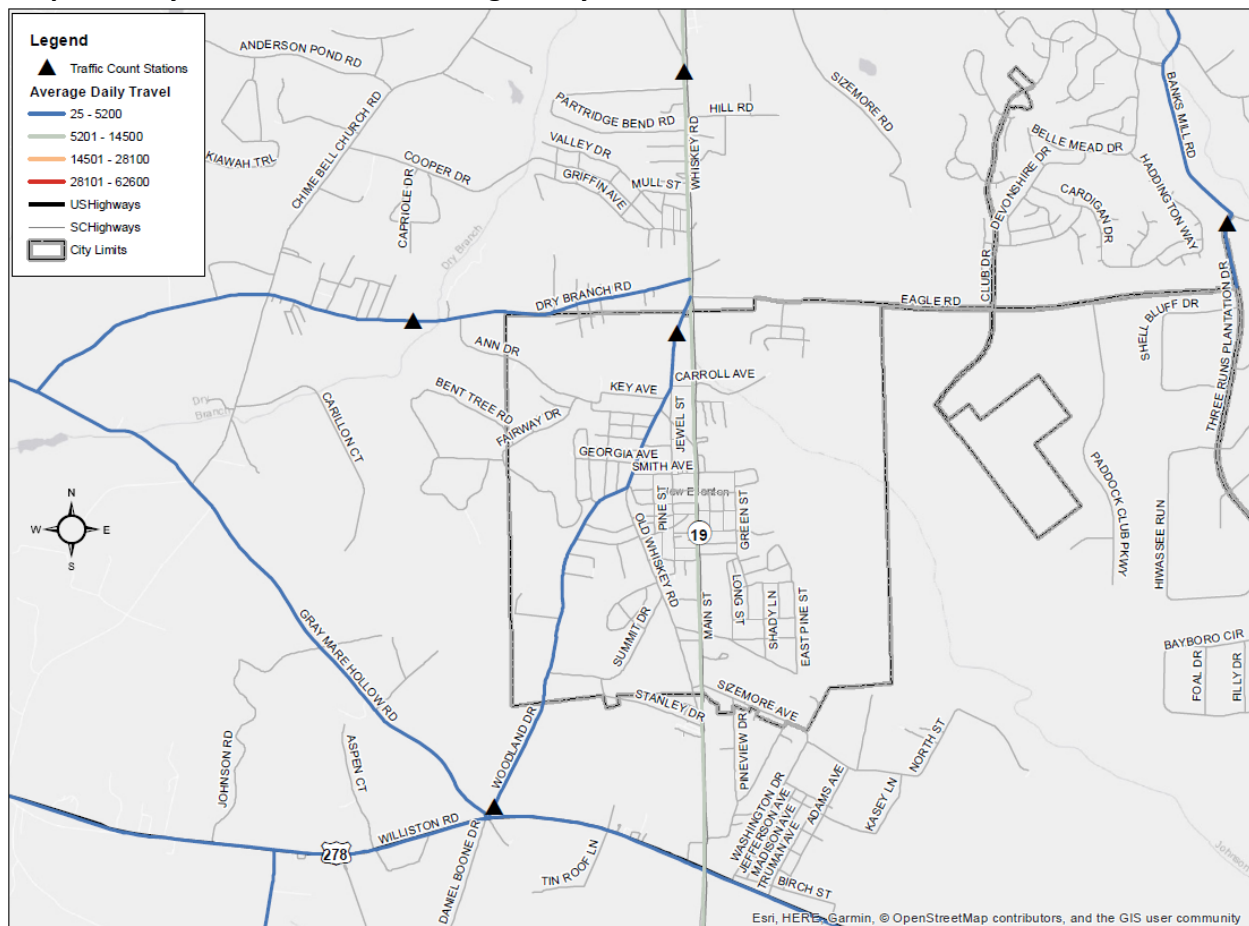 Legend
Traffic Count Stations
Average Daily Travel
25 - 5200
5201 - 14500
14501 - 28100
28101 - 62600
USHighways
SCHighways
City Limits
ANDERSON POND RD
KIAWAH TRL
CHIME BELL CHURCH RD
COOPER DR
CAPRIOLE DR
Dry Branch
PARTRIDGE BEND RD
VALLEY DR
GRIFFIN AVE
MULL ST
WHISKEY RD
HILL RD
SIZEMORE RD
BANKS MILL RD
BELLE MEAD DR
DEVONSHIRE DR
CARDIGAN DR
HADDINGTON WAY
CLUB DR
EAGLE RD
SHELL BLUFF DR
THREE RUNS PLANTATION DR
DRY BRANCH RD
ANN DR
KEY AVE
CARROLL AVE
BENT TREE RD
FAIRWAY DR
JEWEL ST
GEORGIA AVE
SMITH AVE
Dry
Branch
CARILLON CT
PINE ST
OLD WHISKEY RD
GREEN ST
19
LONG ST
SHADY LN
EAST PINE ST
MAIN ST
SUMMIT DR
PADDOCK CLUB PKWY
HIWASSEE RUN
BAYBORO CIR
FOAL DR
FILLY DR
N
W
E
S
GRAY MARE HOLLOW RD
STANLEY DR
SIZEMORE AVE
PINEVIEW DR
WOODLAND DR
JOHNSON RD
ASPEN CT
WILLISTON RD
278
DANIEL BOONE DR
TIN ROOF LN
WASHINGTON DR
JEFFERSON AVE
MADISON AVE
TRUMAN AVE
ADAMS AVE
KASEY LN
NORTH ST
BIRCH ST
Esri, HERE, Garmin, © OpenStreetMap contributors, and the GIS user community